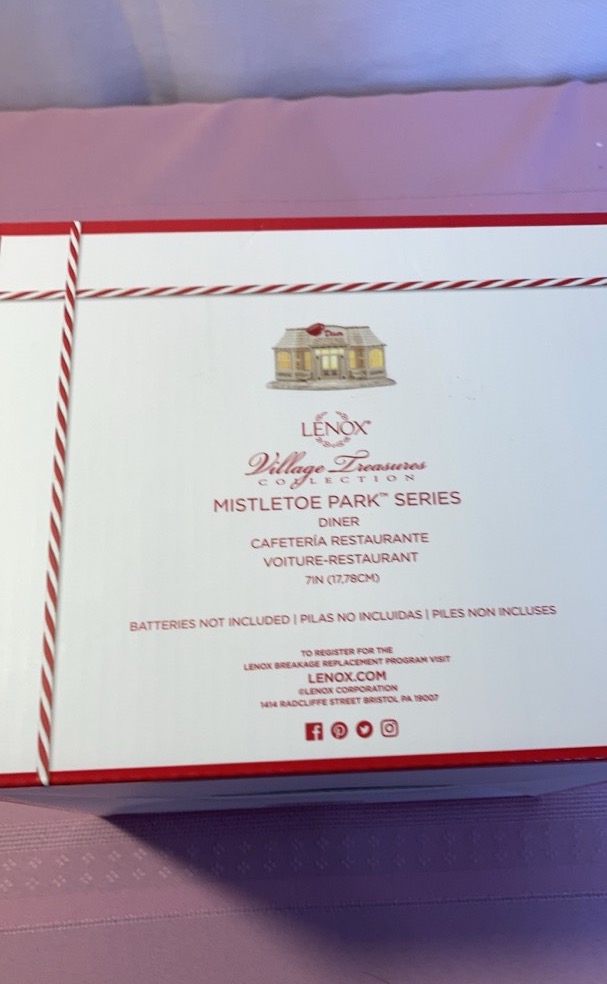 Diner
LENOX®
Village Treasures
COLLECTION
MISTLETOE PARK™ SERIES
DINER
CAFETERÍA RESTAURANTE
VOITURE-RESTAURANT
7IN (17,78CM)
BATTERIES NOT INCLUDED | PILAS NO INCLUIDAS | PILES NON INCLUSES
TO REGISTER FOR THE
LENOX BREAKAGE REPLACEMENT PROGRAM VISIT
LENOX.COM
©LENOX CORPORATION
1414 RADCLIFFE STREET BRISTOL PA 19007